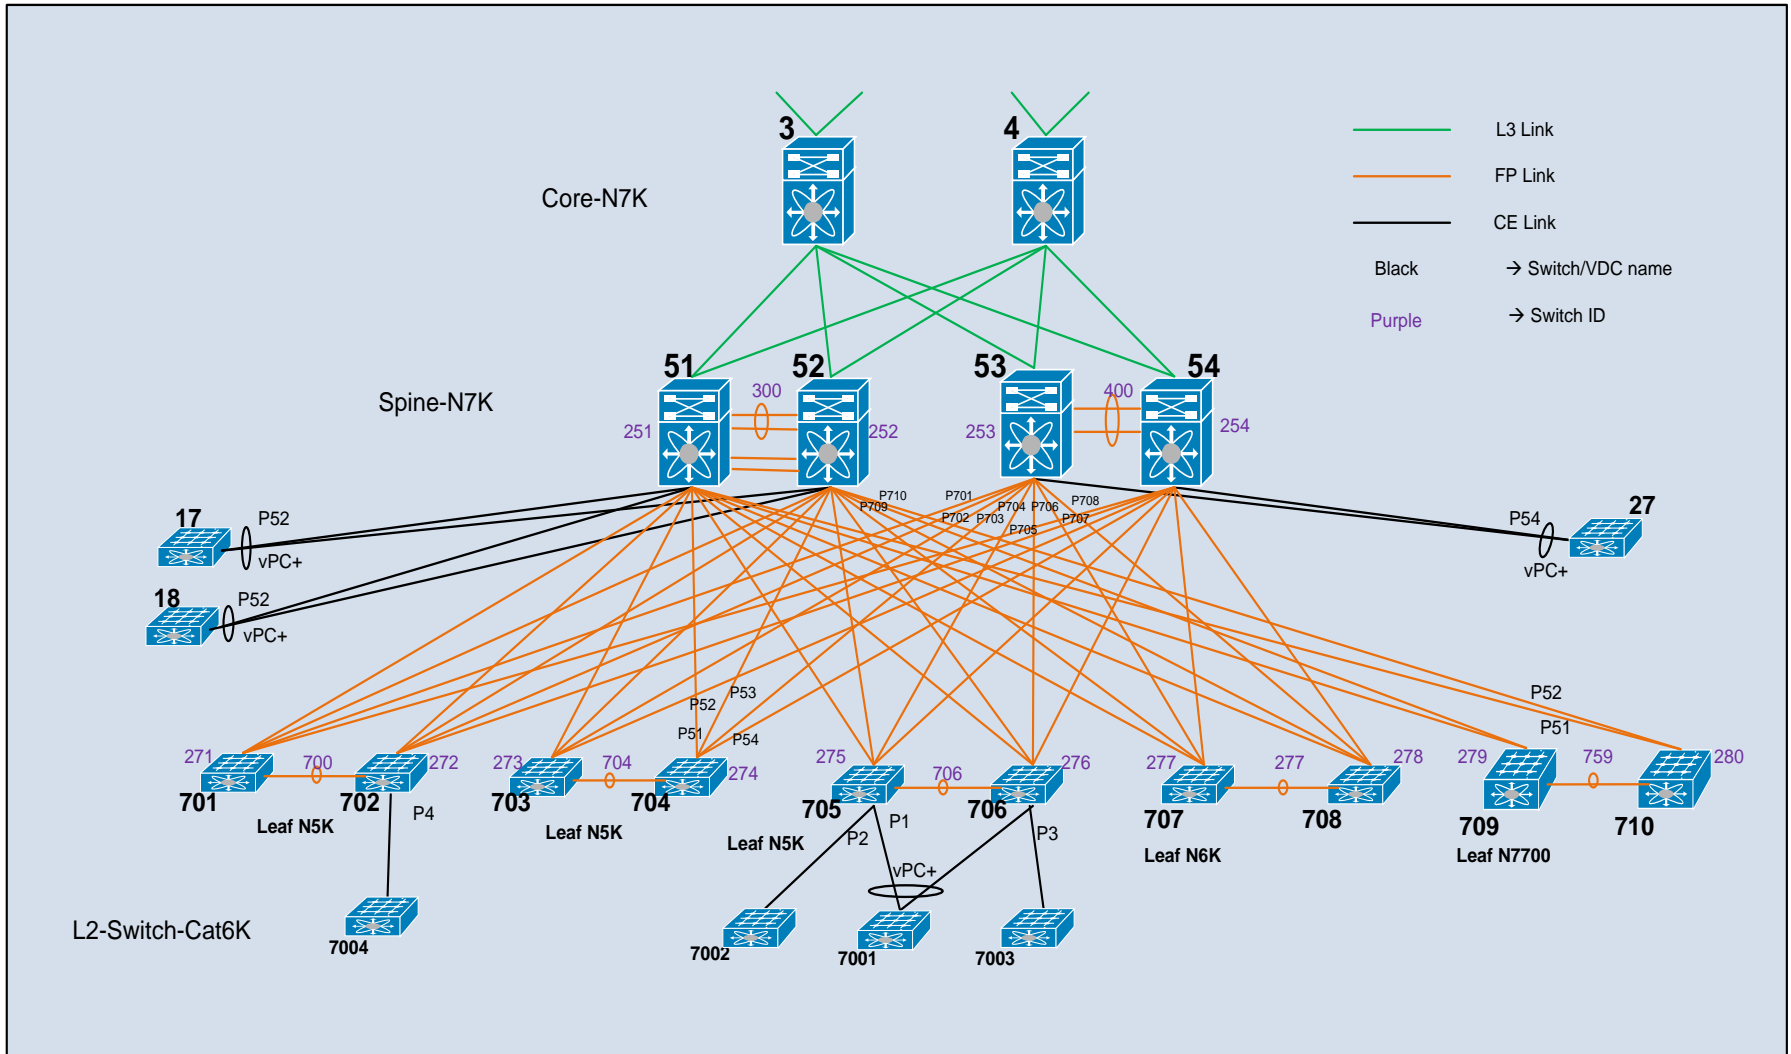 3
4
L3 Link
FP Link
Core-N7K
CE Link
Black → Switch/VDC name
Purple → Switch ID
51
52
53
54
Spine-N7K
300
400
251
252
253
254
P710
P701
P708
P709
P704
P706
P702
P703
P707
P705
17
P52
vPC+
27
P54
vPC+
18
P52
vPC+
P53
P52
P51
P54
P52
P51
271
700
272
273
704
274
275
706
276
277
277
278
279
759
280
701
702
703
704
705
706
707
708
709
710
P4
P1
P2
P3
Leaf N5K
Leaf N5K
Leaf N5K
Leaf N6K
Leaf N7700
vPC+
L2-Switch-Cat6K
7004
7002
7001
7003